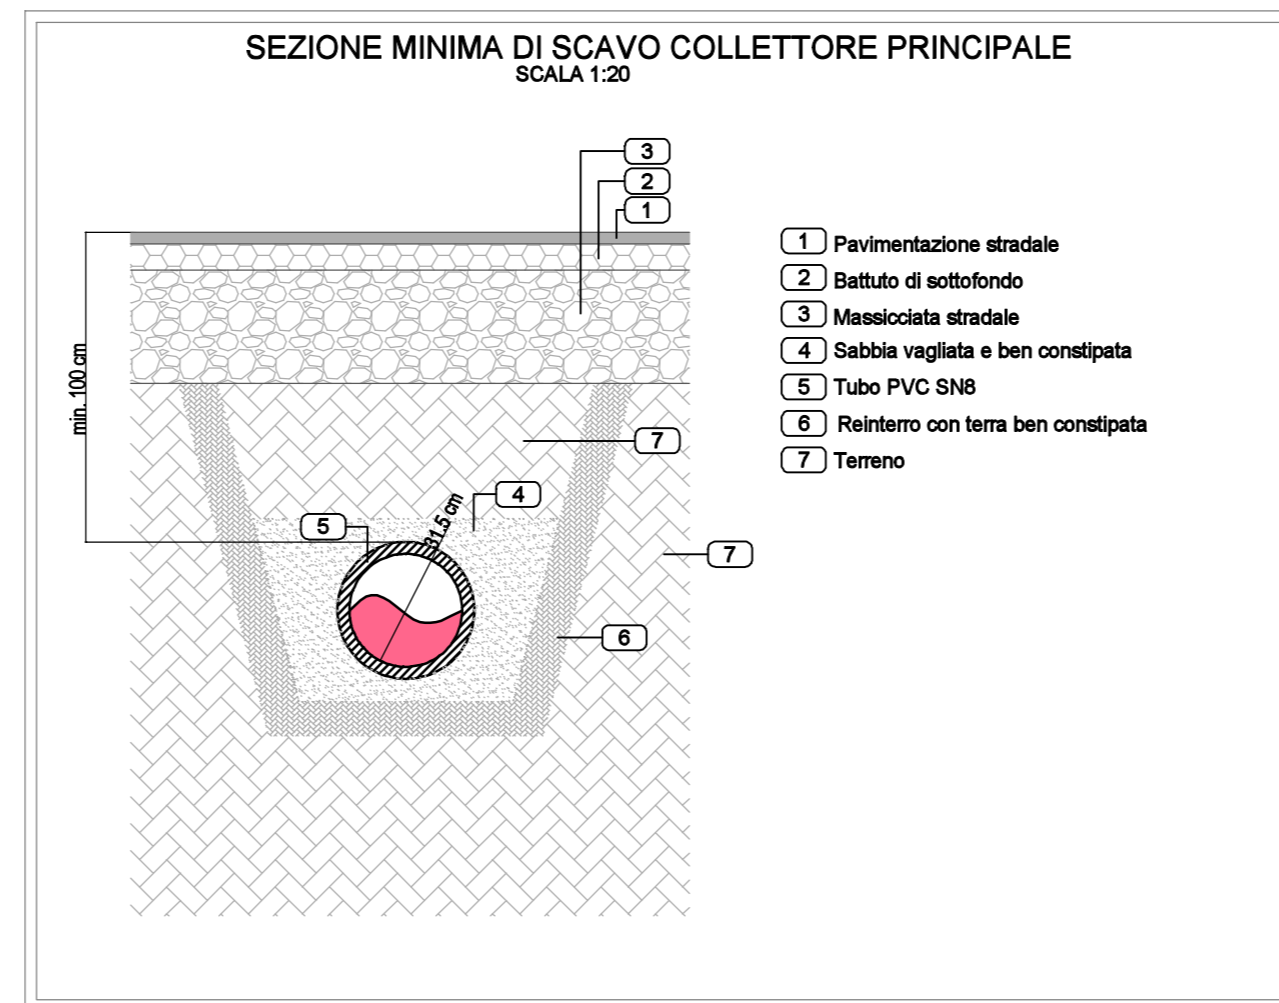 SEZIONE MINIMA DI SCAVO COLLETTORE PRINCIPALE
SCALA 1:20
3
2
1
min. 100 cm
7
4
31.5 cm
5
7
6
1 Pavimentazione stradale
2 Battuto di sottofondo
3 Massicciata stradale
4 Sabbia vagliata e ben constipata
5 Tubo PVC SN8
6 Reinterro con terra ben constipata
7 Terreno